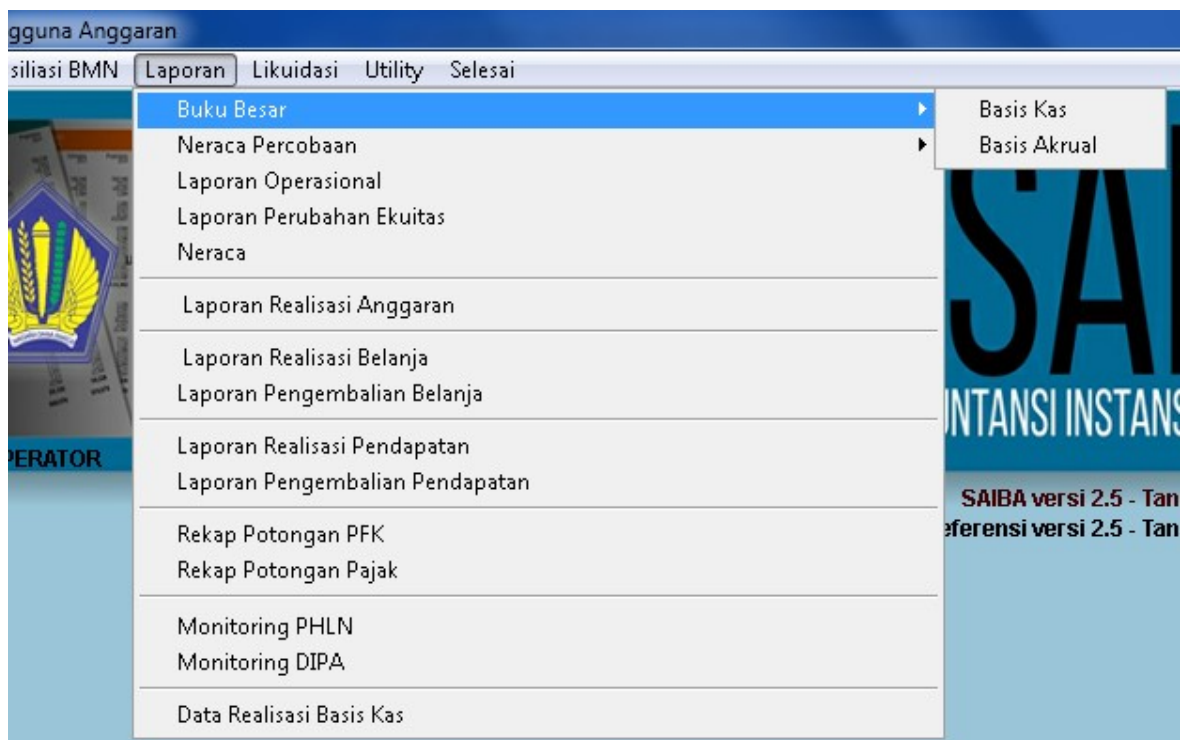 gguna Anggaran
siliasi BMN Laporan Likuidasi Utility Selesai
Buku Besar
Basis Kas
Neraca Percobaan
Basis Akrual
Laporan Operasional
Laporan Perubahan Ekuitas
Neraca
Laporan Realisasi Anggaran
Laporan Realisasi Belanja
Laporan Pengembalian Belanja
Laporan Realisasi Pendapatan
Laporan Pengembalian Pendapatan
Rekap Potongan PFK
Rekap Potongan Pajak
Monitoring PHLN
Monitoring DIPA
Data Realisasi Basis Kas
PERATOR
SAI
UNTANSI INSTANS
SAIBA versi 2.5 - Tan
eferensi versi 2.5 - Tan